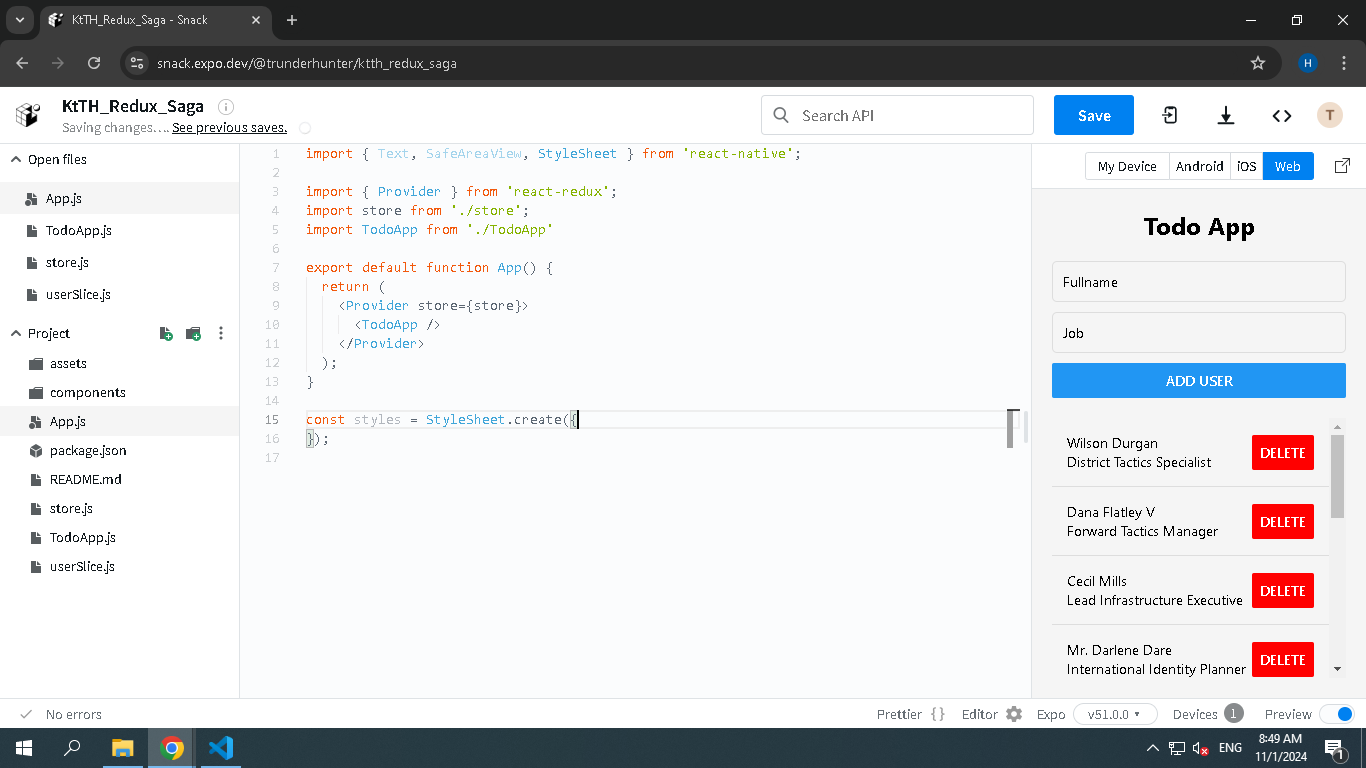 KtTH_Redux_Saga - Snack
snack.expo.dev/@trunderhunter/ktth_redux_saga
H
KtTH_Redux_Saga
Saving changes.... See previous saves.
Search API
Save
T
Open files
App.js
TodoApp.js
store.js
userSlice.js
Project
assets
components
App.js
package.json
README.md
store.js
TodoApp.js
userSlice.js
1 import { Text, SafeAreaView, StyleSheet } from 'react-native';
2
3 import { Provider } from 'react-redux';
4 import store from './store';
5 import TodoApp from './TodoApp'
6
7 export default function App() {
8 return (
9 <Provider store={store}>
10 <TodoApp />
11 </Provider>
12 );
13 }
14
15 const styles = StyleSheet.create({
16 });
17
My Device Android iOS Web
Todo App
Fullname
Job
ADD USER
Wilson Durgan
District Tactics Specialist
DELETE
Dana Flatley V
Forward Tactics Manager
DELETE
Cecil Mills
Lead Infrastructure Executive
DELETE
Mr. Darlene Dare
International Identity Planner
DELETE
No errors
Prettier {} Editor Expo v51.0.0 Devices 1 Preview
ENG
8:49 AM
11/1/2024
1